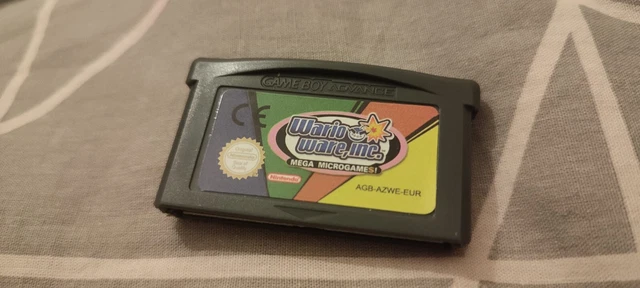 GAME BOY ADVANCE
CE
Wario
Ware, Inc.
MEGA MICROGAMES!
Nintendo
AGB-AZWE-EUR